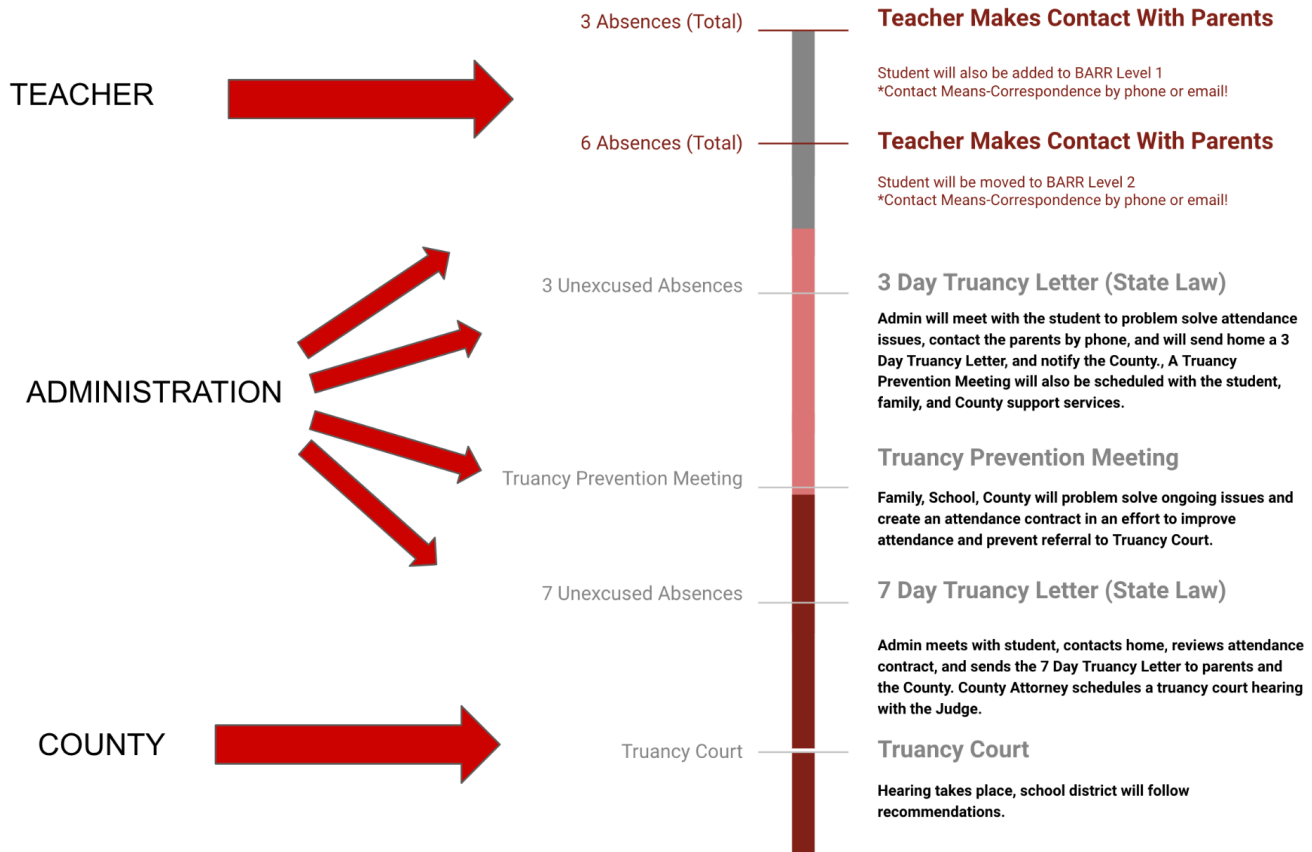 3 Absences (Total)
Teacher Makes Contact With Parents
Student will also be added to BARR Level 1
*Contact Means-Correspondence by phone or email!
TEACHER
6 Absences (Total)
Teacher Makes Contact With Parents
Student will be moved to BARR Level 2
*Contact Means-Correspondence by phone or email!
3 Unexcused Absences
3 Day Truancy Letter (State Law)
Admin will meet with the student to problem solve attendance
issues, contact the parents by phone, and will send home a 3
Day Truancy Letter, and notify the County., A Truancy
Prevention Meeting will also be scheduled with the student,
family, and County support services.
ADMINISTRATION
Truancy Prevention Meeting
Truancy Prevention Meeting
Family, School, County will problem solve ongoing issues and
create an attendance contract in an effort to improve
attendance and prevent referral to Truancy Court.
7 Unexcused Absences
7 Day Truancy Letter (State Law)
Admin meets with student, contacts home, reviews attendance
contract, and sends the 7 Day Truancy Letter to parents and
the County. County Attorney schedules a truancy court hearing
with the Judge.
COUNTY
Truancy Court
Truancy Court
Hearing takes place, school district will follow
recommendations.